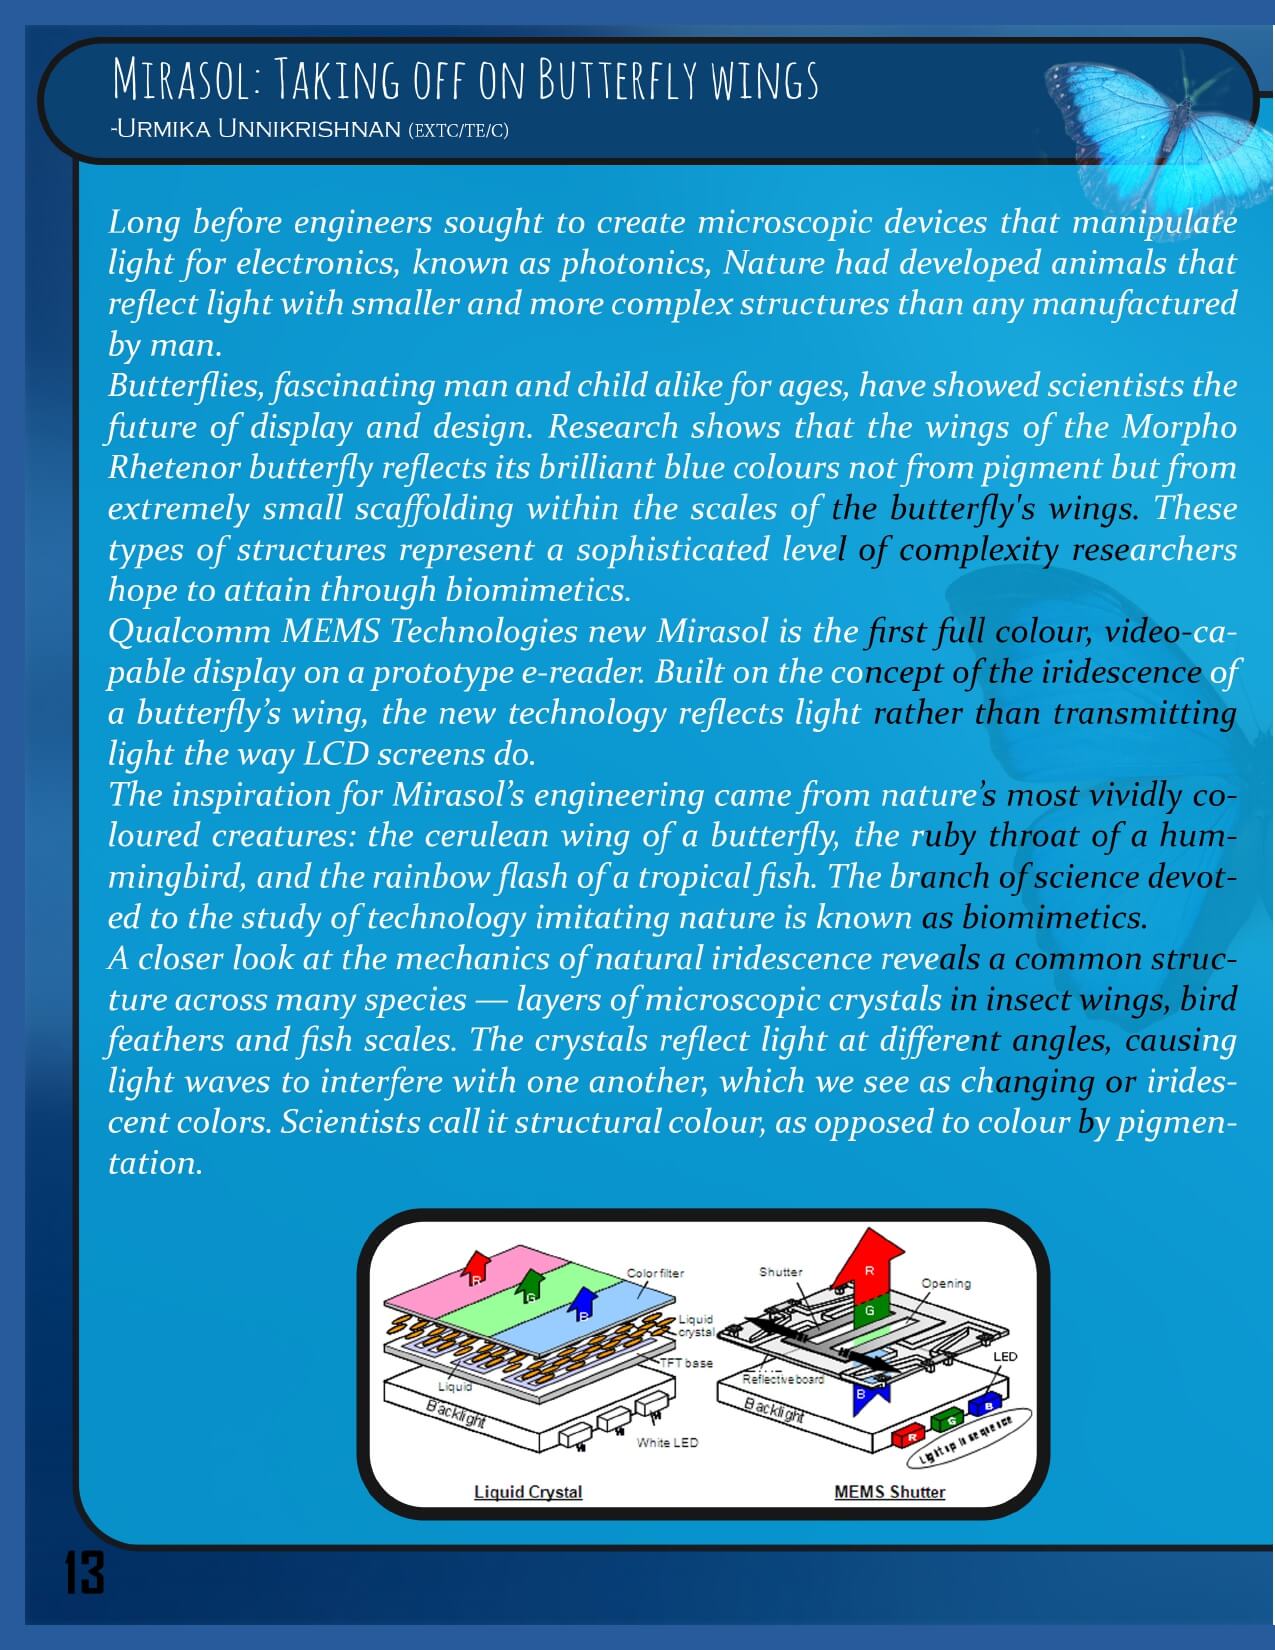 Mirasol: Taking off on Butterfly wings
-Urmika Unnikrishnan (EXTC/TE/C)
Long before engineers sought to create microscopic devices that manipulate
light for electronics, known as photonics, Nature had developed animals that
reflect light with smaller and more complex structures than any manufactured
by man.
Butterflies, fascinating man and child alike for ages, have showed scientists the
future of display and design. Research shows that the wings of the Morpho
Rhetenor butterfly reflects its brilliant blue colours not from pigment but from
extremely small scaffolding within the scales of the butterfly's wings. These
types of structures represent a sophisticated level of complexity researchers
hope to attain through biomimetics.
Qualcomm MEMS Technologies new Mirasol is the first full colour, video-ca-
pable display on a prototype e-reader. Built on the concept of the iridescence of
a butterfly’s wing, the new technology reflects light rather than transmitting
light the way LCD screens do.
The inspiration for Mirasol’s engineering came from nature’s most vividly co-
loured creatures: the cerulean wing of a butterfly, the ruby throat of a hum-
mingbird, and the rainbow flash of a tropical fish. The branch of science devot-
ed to the study of technology imitating nature is known as biomimetics.
A closer look at the mechanics of natural iridescence reveals a common struc-
ture across many species — layers of microscopic crystals in insect wings, bird
feathers and fish scales. The crystals reflect light at different angles, causing
light waves to interfere with one another, which we see as changing or irides-
cent colors. Scientists call it structural colour, as opposed to colour by pigmen-
tation.
R
G
B
Color filter
Liquid
crystal
TFT base
Liquid
Backlight
White LED
Liquid Crystal
Shutter
R
G
Opening
LED
Reflective board
B
Backlight
R
G
B
Light up in sequence
MEMS Shutter
13